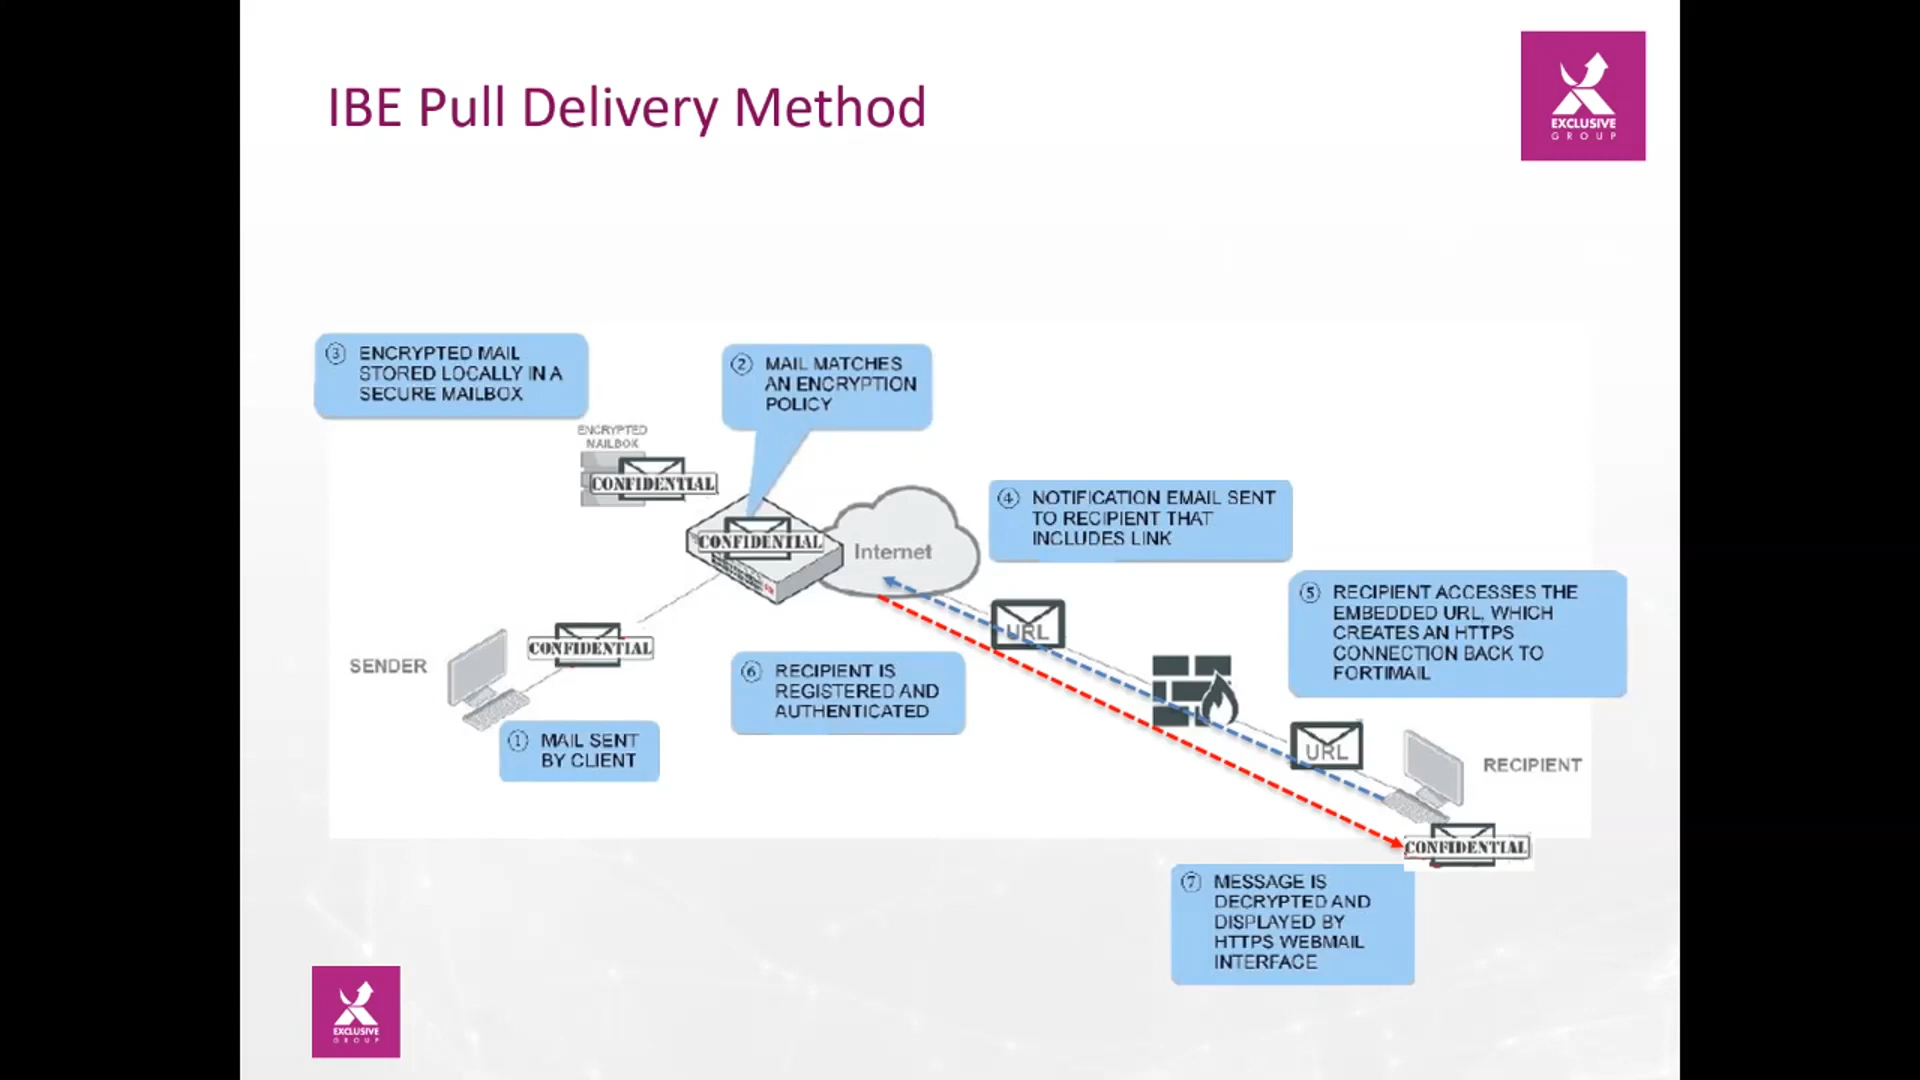 IBE Pull Delivery Method
EXCLUSIVE
GROUP
③ ENCRYPTED MAIL
STORED LOCALLY IN A
SECURE MAILBOX
② MAIL MATCHES
AN ENCRYPTION
POLICY
ENCRYPTED
MAILBOX
CONFIDENTIAL
CONFIDENTIAL
Internet
④ NOTIFICATION EMAIL SENT
TO RECIPIENT THAT
INCLUDES LINK
⑤ RECIPIENT ACCESSES THE
EMBEDDED URL, WHICH
CREATES AN HTTPS
CONNECTION BACK TO
FORTIMAIL
URL
CONFIDENTIAL
SENDER
⑥ RECIPIENT IS
REGISTERED AND
AUTHENTICATED
① MAIL SENT
BY CLIENT
URL
RECIPIENT
CONFIDENTIAL
⑦ MESSAGE IS
DECRYPTED AND
DISPLAYED BY
HTTPS WEBMAIL
INTERFACE
EXCLUSIVE
GROUP